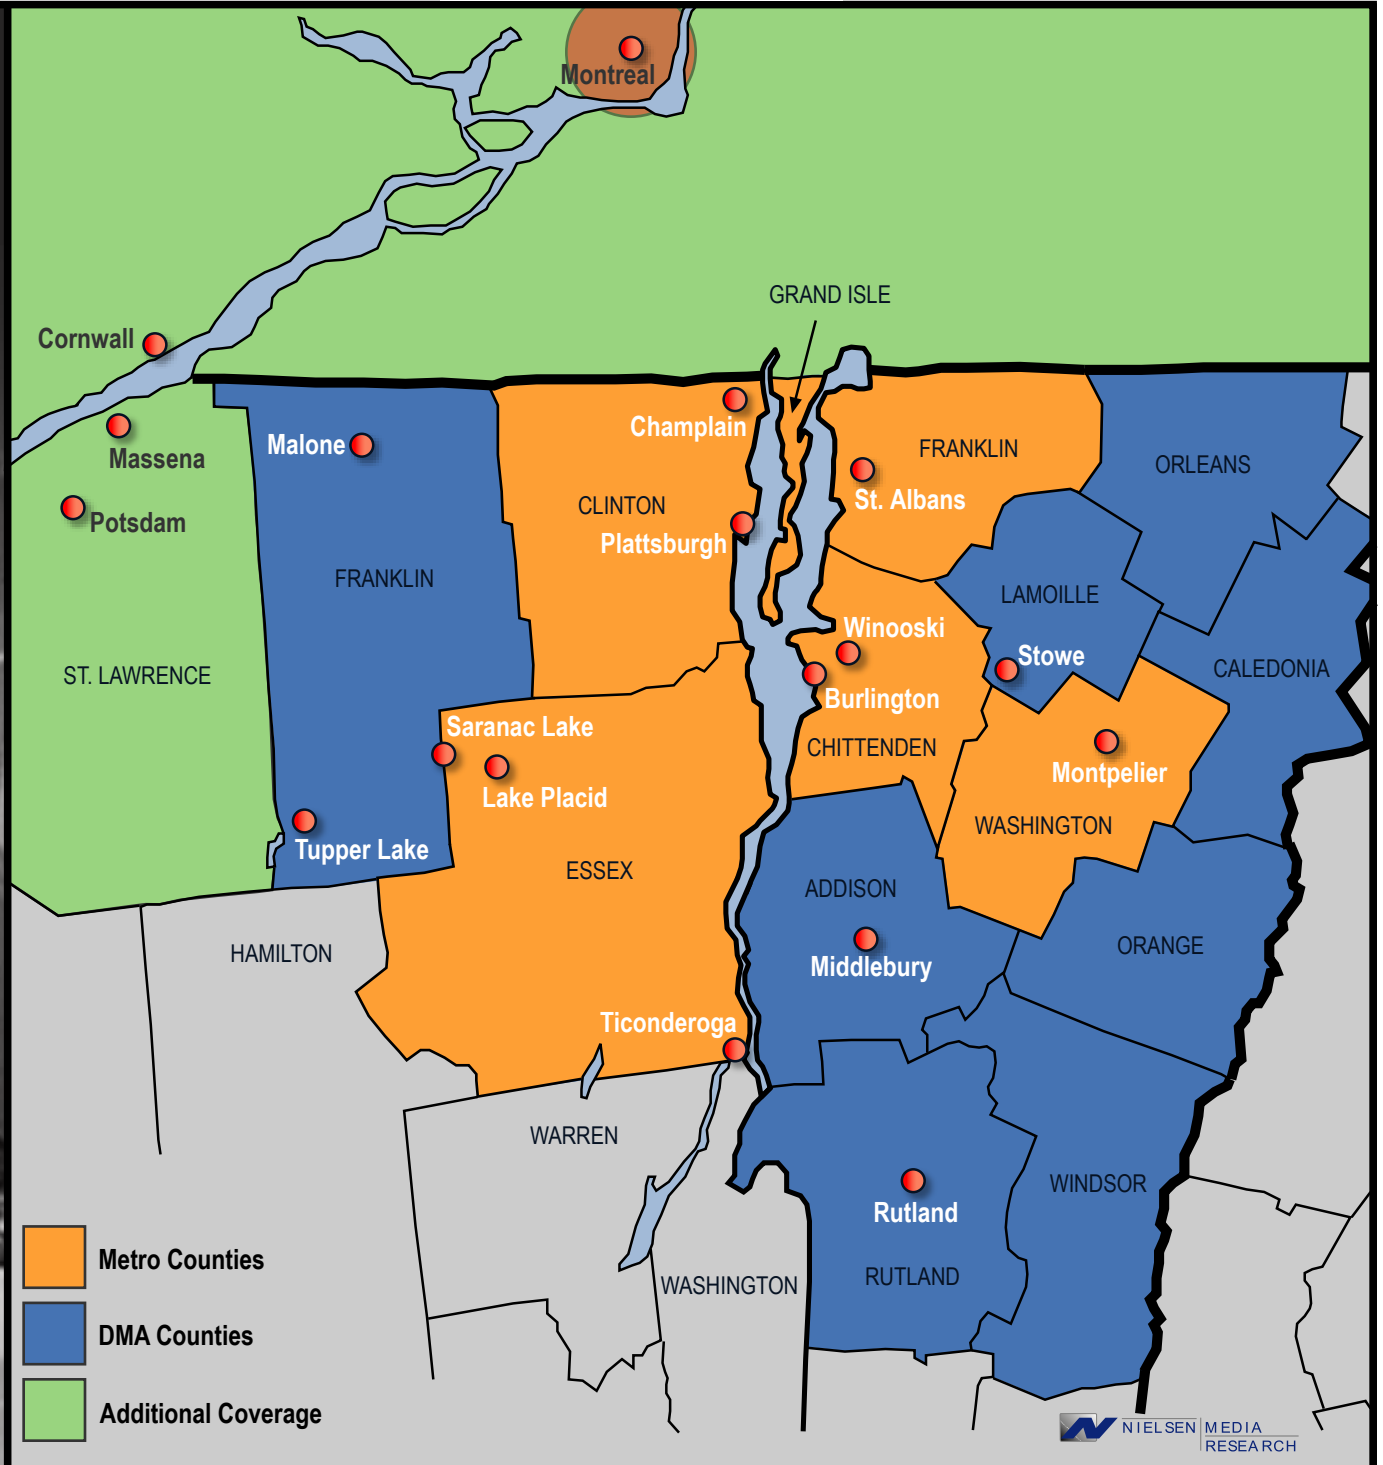 Montreal
GRAND ISLE
Cornwall
Champlain
Massena
Malone
FRANKLIN
ORLEANS
CLINTON
St. Albans
Potsdam
Plattsburgh
FRANKLIN
LAMOILLE
Winooski
ST. LAWRENCE
Stowe
CALEDONIA
Burlington
Saranac Lake
CHITTENDEN
Montpelier
Lake Placid
WASHINGTON
Tupper Lake
ESSEX
ADDISON
HAMILTON
ORANGE
Middlebury
Ticonderoga
WARREN
WINDSOR
Rutland
Metro Counties
WASHINGTON
RUTLAND
DMA Counties
Additional Coverage
NIELSEN MEDIA
RESEARCH